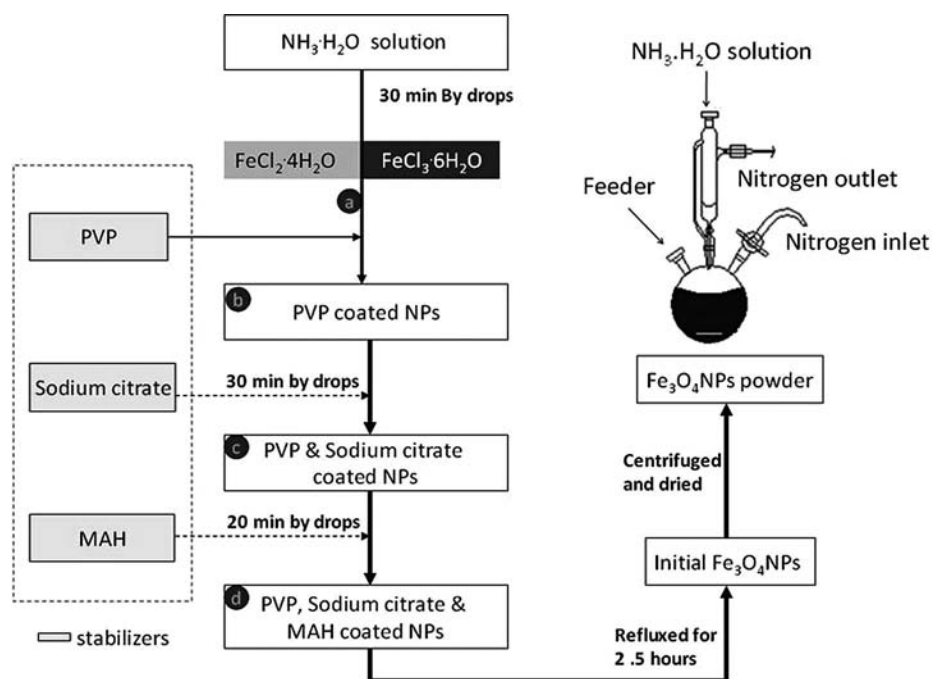 NH₃·H₂O solution
30 min By drops
FeCl₂·4H₂O
FeCl₃·6H₂O
a
PVP
b
PVP coated NPs
Sodium citrate
30 min by drops
c
PVP & Sodium citrate
coated NPs
MAH
20 min by drops
d
PVP, Sodium citrate &
MAH coated NPs
stabilizers
NH₃.H₂O solution
Feeder
Nitrogen outlet
Nitrogen inlet
Fe₃O₄NPs powder
Centrifuged
and dried
Initial Fe₃O₄NPs
Refluxed for
2 .5 hours